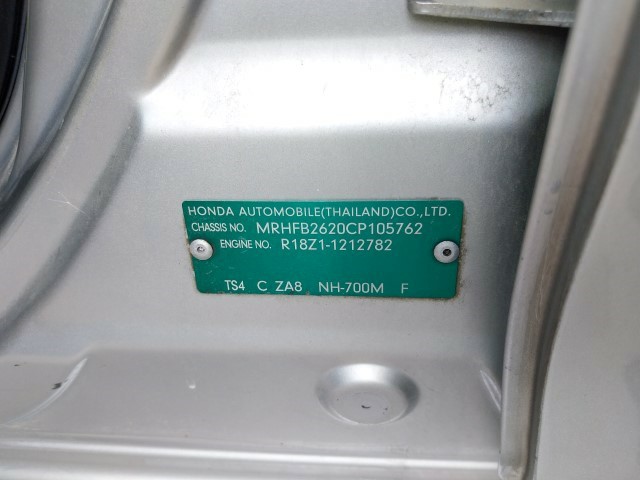 HONDA AUTOMOBILE(THAILAND)CO.,LTD.
CHASSIS NO. MRHFB2620CP105762
ENGINE NO. R18Z1-1212782
TS4 C ZA8 NH-700M F